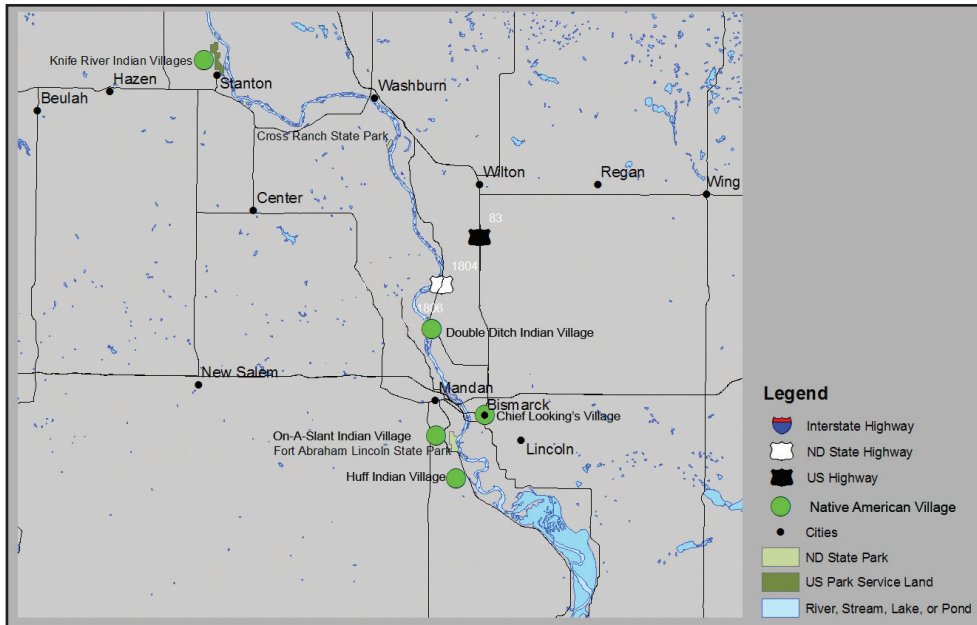 Knife River Indian Villages
Hazen
Stanton
Beulah
Washburn
Cross Ranch State Park
Wilton
Regan
Wing
Center
83
1804
1806
Double Ditch Indian Village
New Salem
Mandan
Bismarck
Chief Looking's Village
On-A-Slant Indian Village
Fort Abraham Lincoln State Park
Lincoln
Huff Indian Village
Legend
Interstate Highway
ND State Highway
US Highway
Native American Village
Cities
ND State Park
US Park Service Land
River, Stream, Lake, or Pond